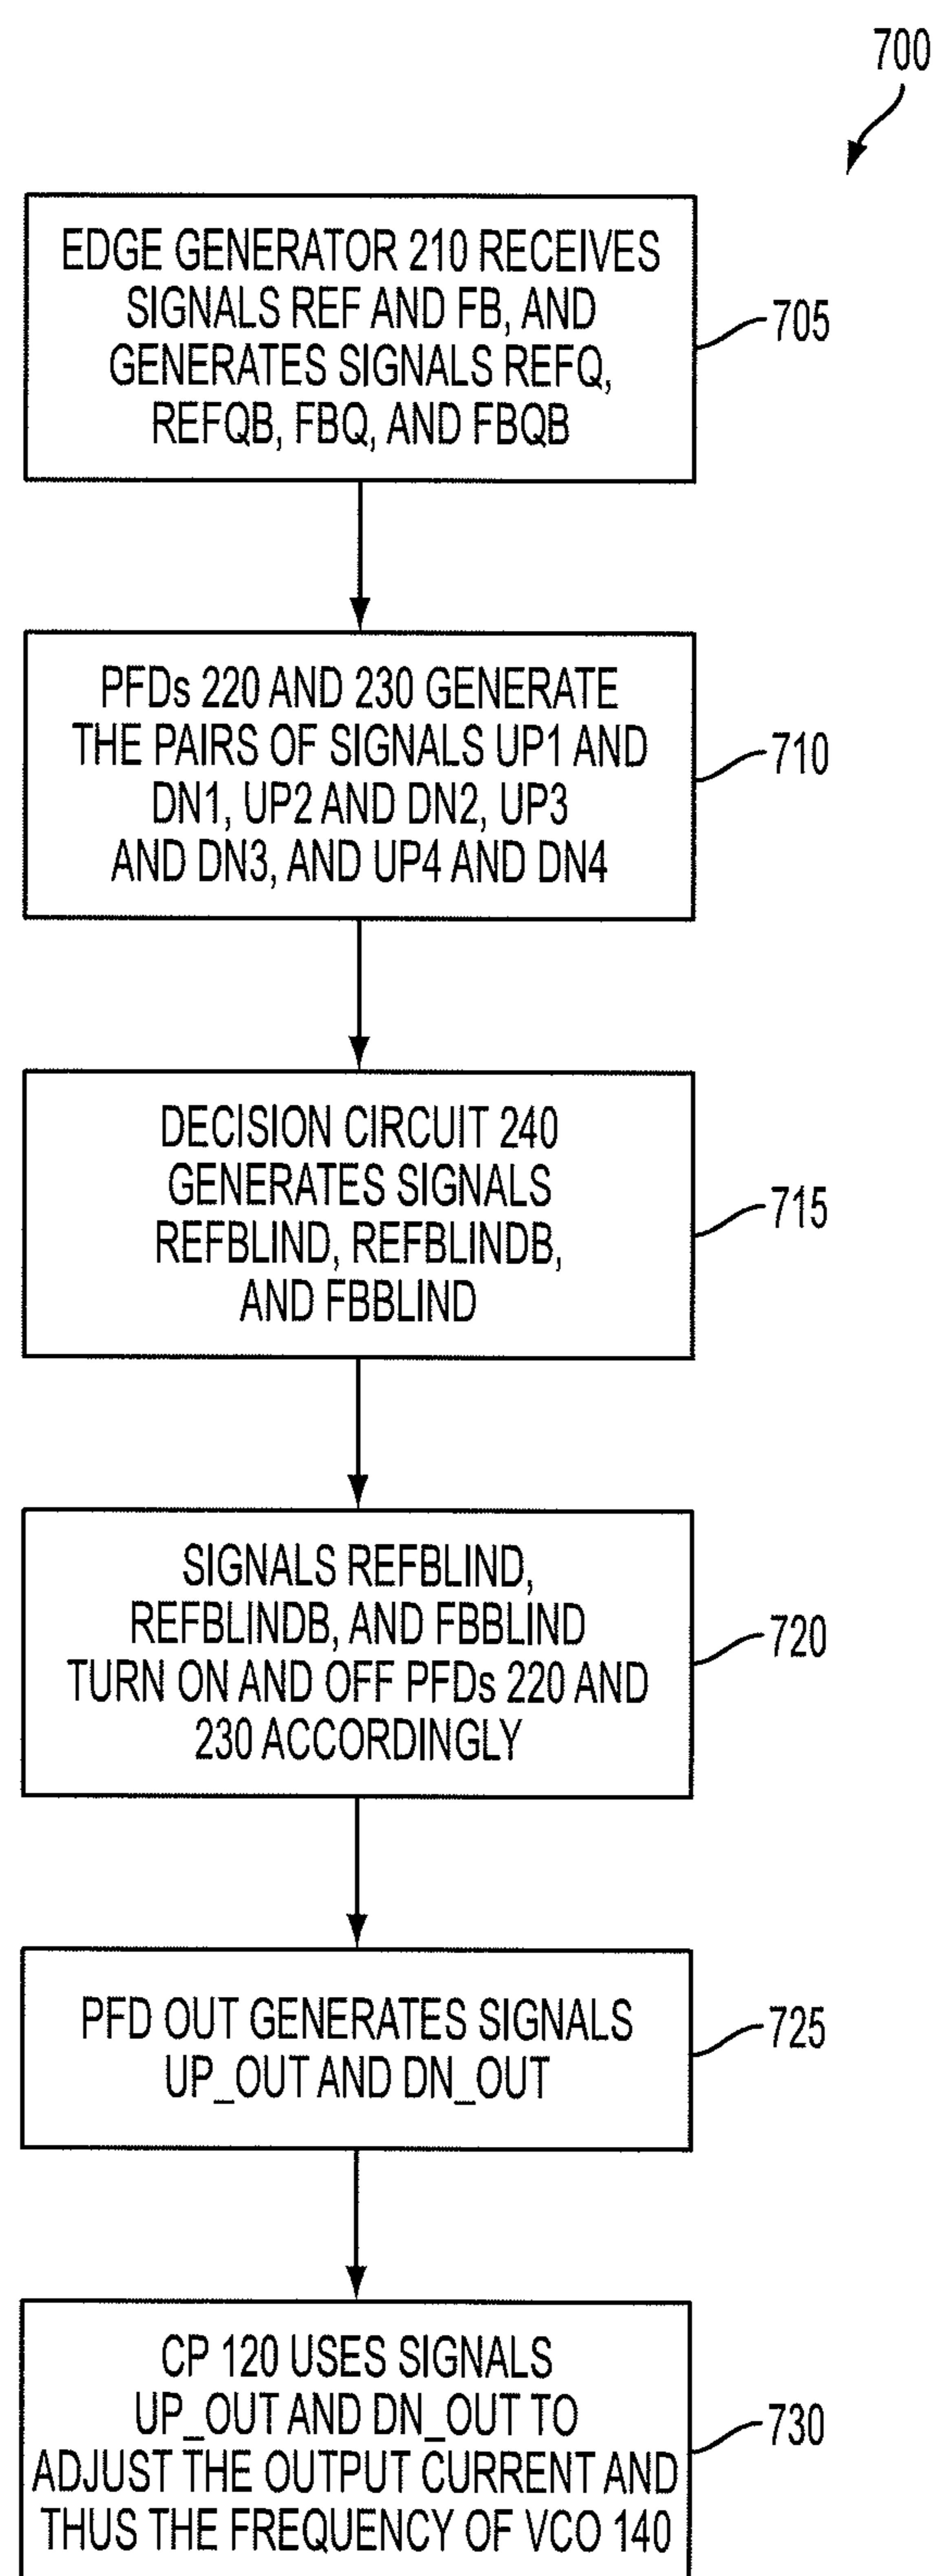 700
EDGE GENERATOR 210 RECEIVES
SIGNALS REF AND FB, AND
GENERATES SIGNALS REFQ,
REFQB, FBQ, AND FBQB
705
PFDs 220 AND 230 GENERATE
THE PAIRS OF SIGNALS UP1 AND
DN1, UP2 AND DN2, UP3
AND DN3, AND UP4 AND DN4
710
DECISION CIRCUIT 240
GENERATES SIGNALS
REFBLIND, REFBLINDB,
AND FBBLIND
715
SIGNALS REFBLIND,
REFBLINDB, AND FBBLIND
TURN ON AND OFF PFDs 220 AND
230 ACCORDINGLY
720
PFD OUT GENERATES SIGNALS
UP_OUT AND DN_OUT
725
CP 120 USES SIGNALS
UP_OUT AND DN_OUT TO
ADJUST THE OUTPUT CURRENT AND
THUS THE FREQUENCY OF VCO 140
730